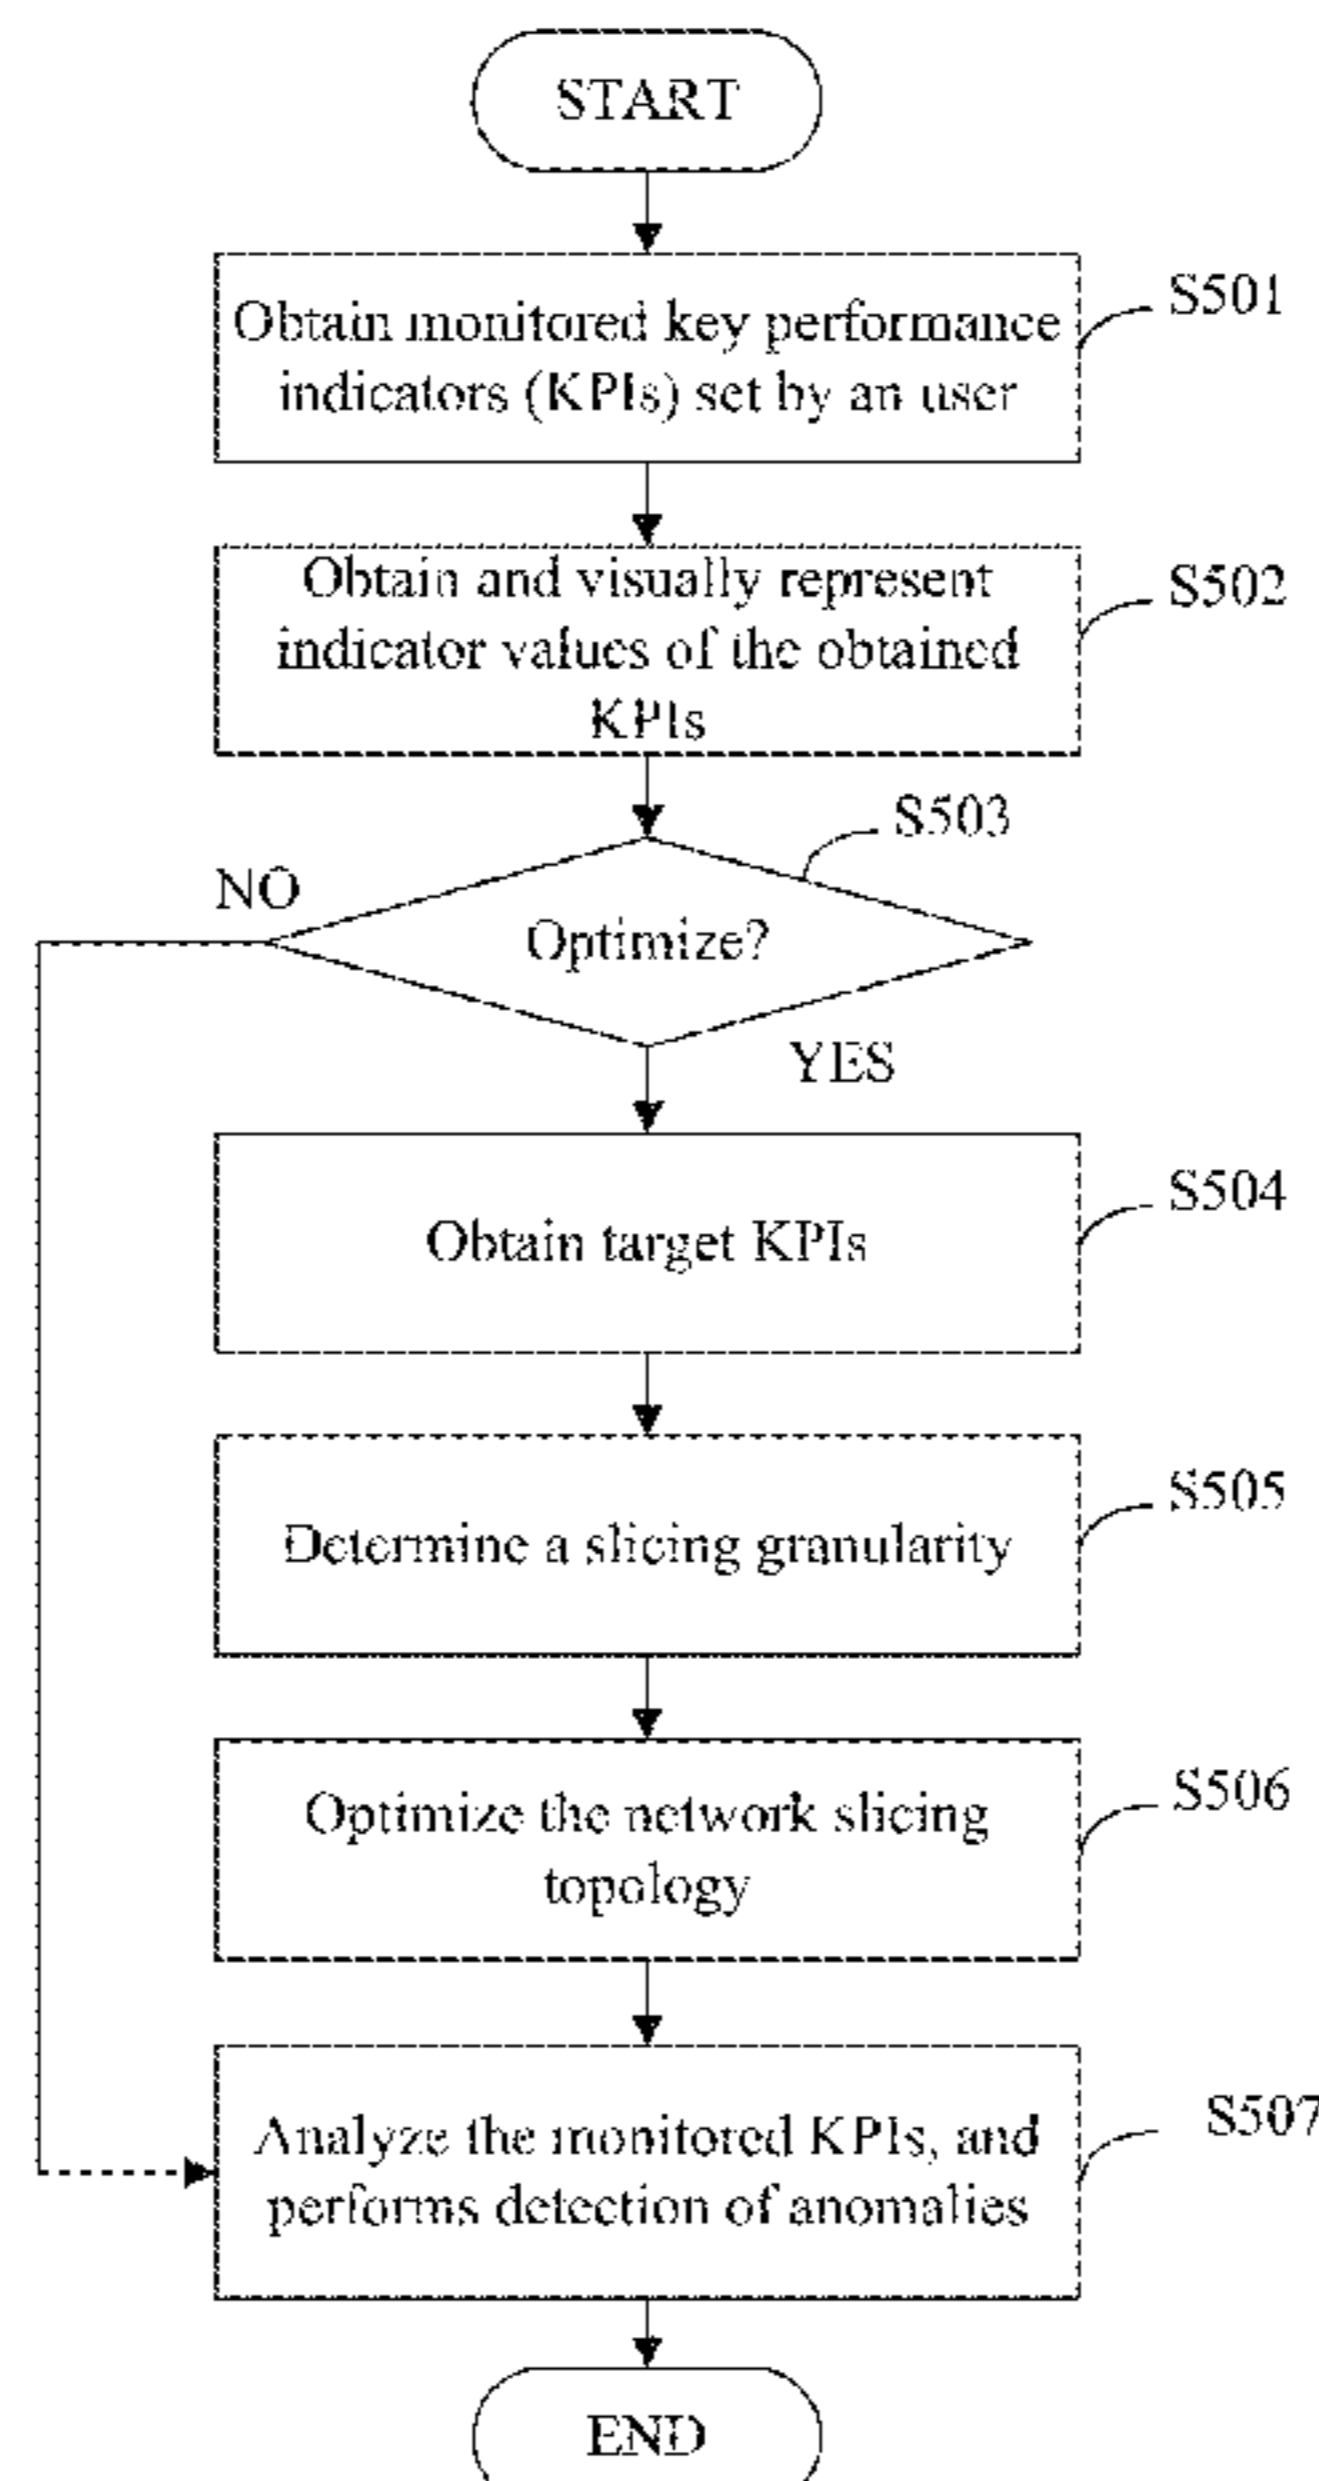 START
Obtain monitored key performance
indicators (KPIs) set by an user
S501
Obtain and visually represent
indicator values of the obtained
KPIs
S502
S503
NO
Optimize?
YES
Obtain target KPIs
S504
Determine a slicing granularity
S505
Optimize the network slicing
topology
S506
Analyze the monitored KPIs, and
performs detection of anomalies
S507
END